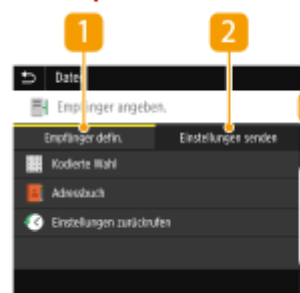 1 2
Datei
Empfänger angeben.
Empfänger defin. Einstellungen senden
Kodierte Wahl
Adressbuch
Einstellungen zurückrufen